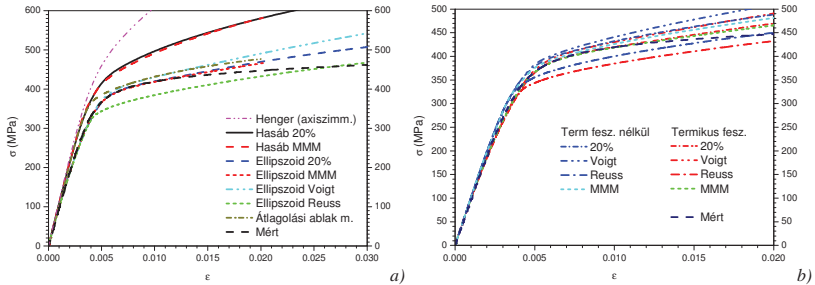 600
500
400
300
200
100
0
σ (MPa)
0.000
0.005
0.010
0.015
0.020
0.025
0.030
ε
600
500
400
300
200
100
0
Henger (axiszimm.)
Hasáb 20%
Hasáb MMM
Ellipszoid 20%
Ellipszoid MMM
Ellipszoid Voigt
Ellipszoid Reuss
Átlagolási ablak m.
Mért
a)
500
450
400
350
300
250
200
150
100
50
0
σ (MPa)
0.000
0.005
0.010
0.015
0.020
ε
500
450
400
350
300
250
200
150
100
50
0
Term fesz. nélkül
20%
Voigt
Reuss
MMM
Termikus fesz.
20%
Voigt
Reuss
MMM
Mért
b)